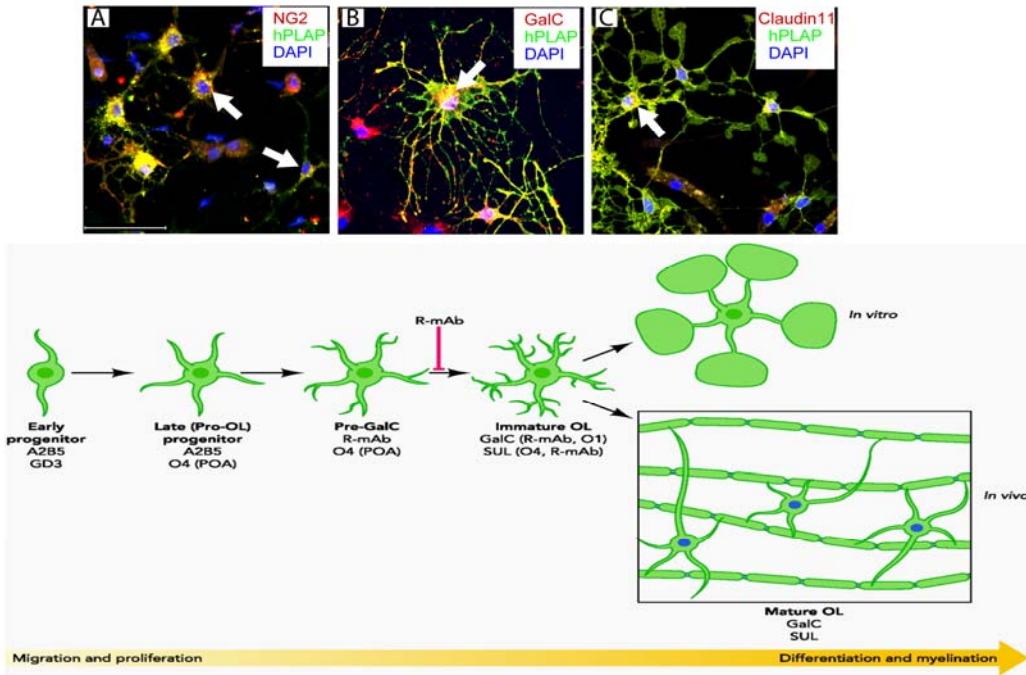 A
NG2
hPLAP
DAPI
B
GalC
hPLAP
DAPI
C
Claudin11
hPLAP
DAPI
R-mAb
In vitro
Early
progenitor
A2B5
GD3
Late (Pro-OL)
progenitor
A2B5
O4 (POA)
Pre-GalC
R-mAb
O4 (POA)
Immature OL
GalC (R-mAb, O1)
SUL (O4, R-mAb)
In vivo
Mature OL
GalC
SUL
Migration and proliferation
Differentiation and myelination